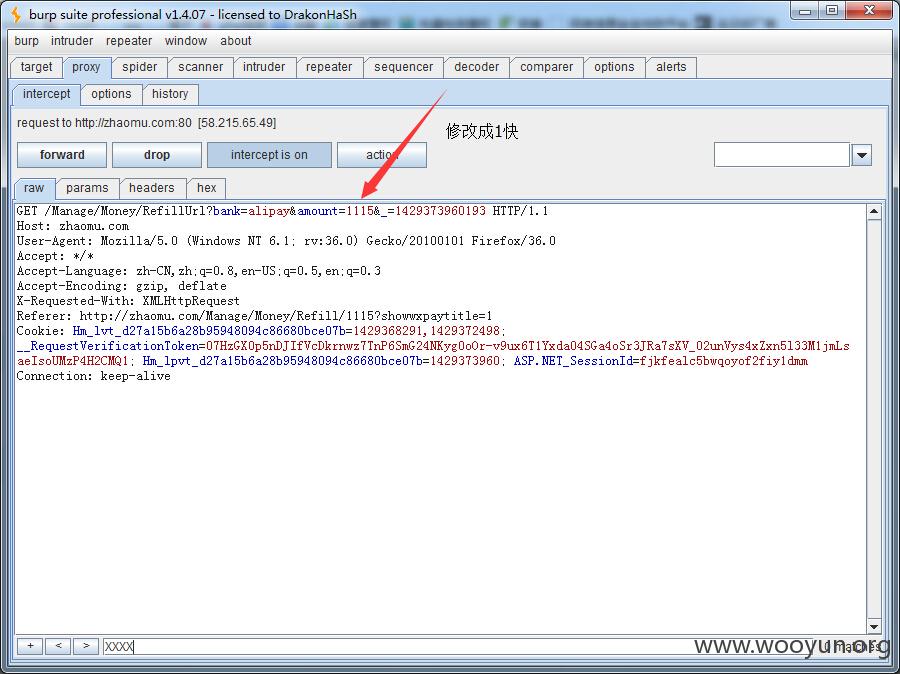 burp suite professional v1.4.07 - licensed to DrakonHaSh
burp intruder repeater window about
target proxy spider scanner intruder repeater sequencer decoder comparer options alerts
intercept options history
request to http://zhaomu.com:80 [58.215.65.49]
修改成1快
forward drop intercept is on action
raw params headers hex
GET /Manage/Money/RefillUrl?bank=alipay&amount=1115&_=1429373960193 HTTP/1.1
Host: zhaomu.com
User-Agent: Mozilla/5.0 (Windows NT 6.1; rv:36.0) Gecko/20100101 Firefox/36.0
Accept: */*
Accept-Language: zh-CN,zh;q=0.8,en-US;q=0.5,en;q=0.3
Accept-Encoding: gzip, deflate
X-Requested-With: XMLHttpRequest
Referer: http://zhaomu.com/Manage/Money/Refill/1115?showwxpaytitle=1
Cookie: Hm_lvt_d27a15b6a28b95948094c86680bce07b=1429368291,1429372498;
__RequestVerificationToken=07HzGX0p5nDJIfVcDkrnwz7TnP6SmG24NKyg0oOr-v9ux6T1Yxda04SGa4oSr3JRa7sXV_02unVys4xZxn5l33M1jmLs
aeIsoUMzP4H2CMQ1; Hm_lpvt_d27a15b6a28b95948094c86680bce07b=1429373960; ASP.NET_SessionId=fjkfealc5bwqoyof2fiy1dmm
Connection: keep-alive
+ < > XXXX
0 matches
www.wooyun.org